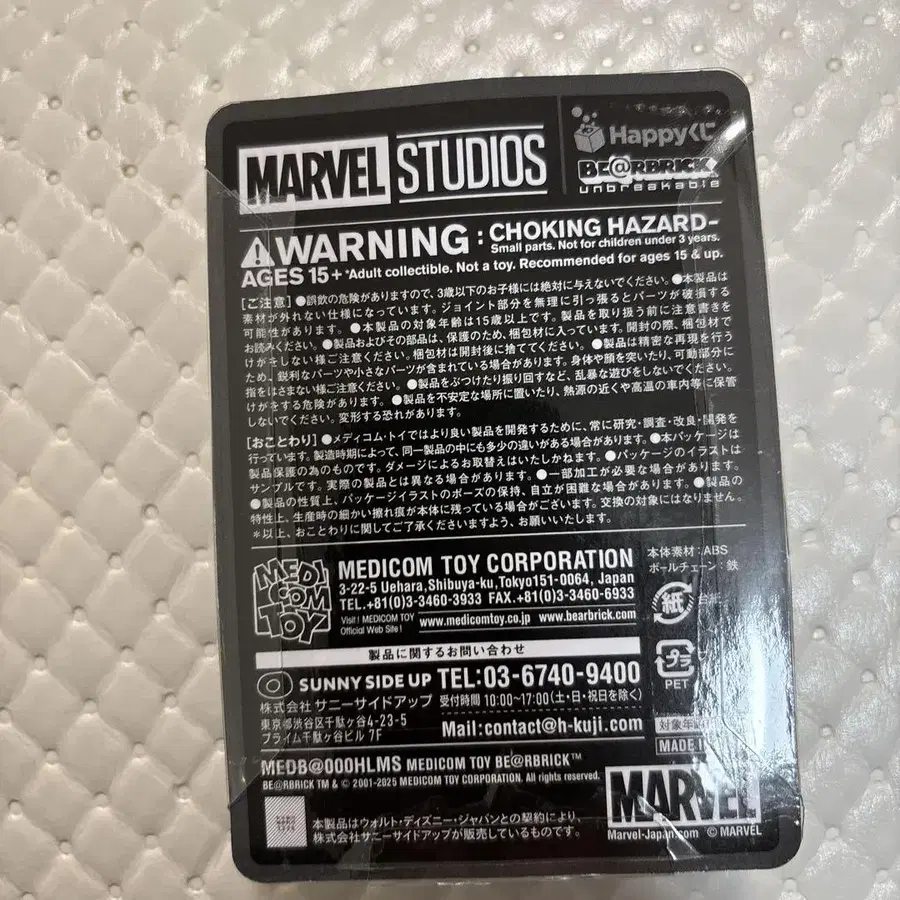 MARVEL STUDIOS
Happyくじ
BE@RBRICK
unbreakable
WARNING : CHOKING HAZARD-
Small parts. Not for children under 3 years.
AGES 15+ *Adult collectible. Not a toy. Recommended for ages 15 & up.
[ご注意] ●誤飲の危険がありますので、3歳以下のお子様には絶対に与えないでください。●本製品は
素材が外れない仕様になっています。ジョイント部分を無理に引っ張るとパーツが破損する
可能性があります。●本製品の対象年齢は15歳以上です。製品を取り扱う前に注意書きを
お読みください。●製品およびその部品は、保護のため、梱包材に入っています。開封の際、梱包材で
けがをしない様ご注意ください。梱包材は開封後に捨ててください。●製品は精密な再現を行う
ため、鋭利なパーツや小さなパーツが含まれている場合があります。身体や顔を突いたり、可動部分に
指をはさまない様ご注意ください。●製品をぶつけたり振り回すなど、乱暴な遊びをしないでください。
けがをする危険があります。●製品を不安定な場所に置いたり、熱源の近くや高温の車内等に保管
しないでください。変形する恐れがあります。
[おことわり] ●メディコム・トイではより良い製品を開発するために、常に研究・調査・改良・開発を
行っています。製造時期によって、同一製品の中にも多少の違いがある場合があります。●本パッケージは
製品保護の為のものです。ダメージによるお取替えはいたしかねます。●パッケージのイラストは
サンプルです。実際の製品とは異なる場合があります。●一部加工が必要な場合があります。
●製品の性質上、パッケージイラストのポーズの保持、自立が困難な場合があります。●製品の
特性上、生産時の細かい擦れ痕が本体に残っている場合がございます。交換の対象にはなりません。
*以上、おことわりに関してご了承くださいますよう、お願いいたします。
MEDI COM TOY
MEDICOM TOY CORPORATION
3-22-5 Uehara,Shibuya-ku,Tokyo151-0064, Japan
TEL.+81(0)3-3460-3933 FAX.+81(0)3-3460-6933
Visit ! MEDICOM TOY
Official Web Site !
www.medicomtoy.co.jp www.bearbrick.com
本体素材：ABS
ボールチェーン：鉄
紙
台紙
プラ
PET
製品に関するお問い合わせ
SUNNY SIDE UP TEL:03-6740-9400
株式会社 サニーサイドアップ 受付時間 10:00~17:00(土・日・祝日を除く)
東京都渋谷区千駄ヶ谷4-23-5
プライム千駄ヶ谷ビル 7F
Mail:contact@h-kuji.com
対象年齢
MADE IN
MEDB@000HLMS MEDICOM TOY BE@RBRICK™
BE@RBRICK TM & © 2001-2025 MEDICOM TOY CORPORATION. All rights reserved.
MARVEL
Marvel-Japan.com © MARVEL
本製品はウォルト・ディズニー・ジャパンとの契約により、
株式会社サニーサイドアップが販売しているものです。